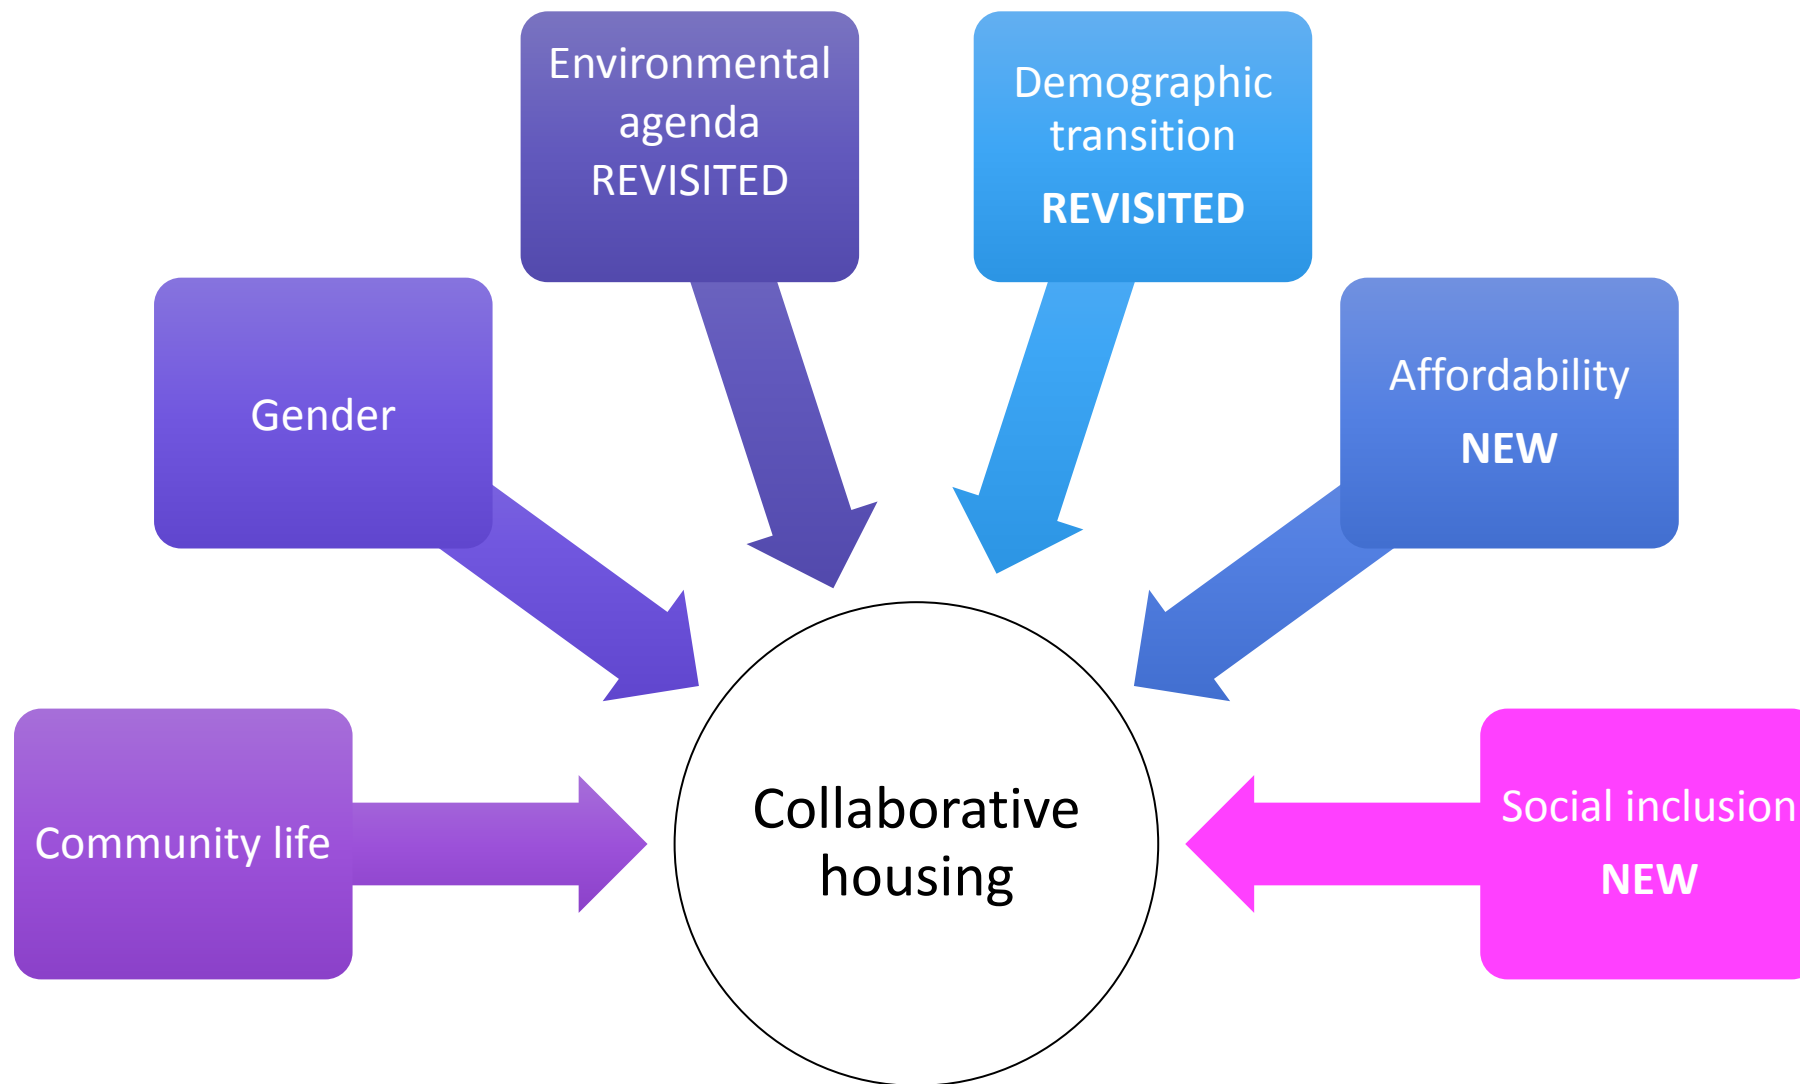 Environmental
agenda
REVISITED
Demographic
transition
REVISITED
Gender
Affordability
NEW
Community life
Collaborative
housing
Social inclusion
NEW